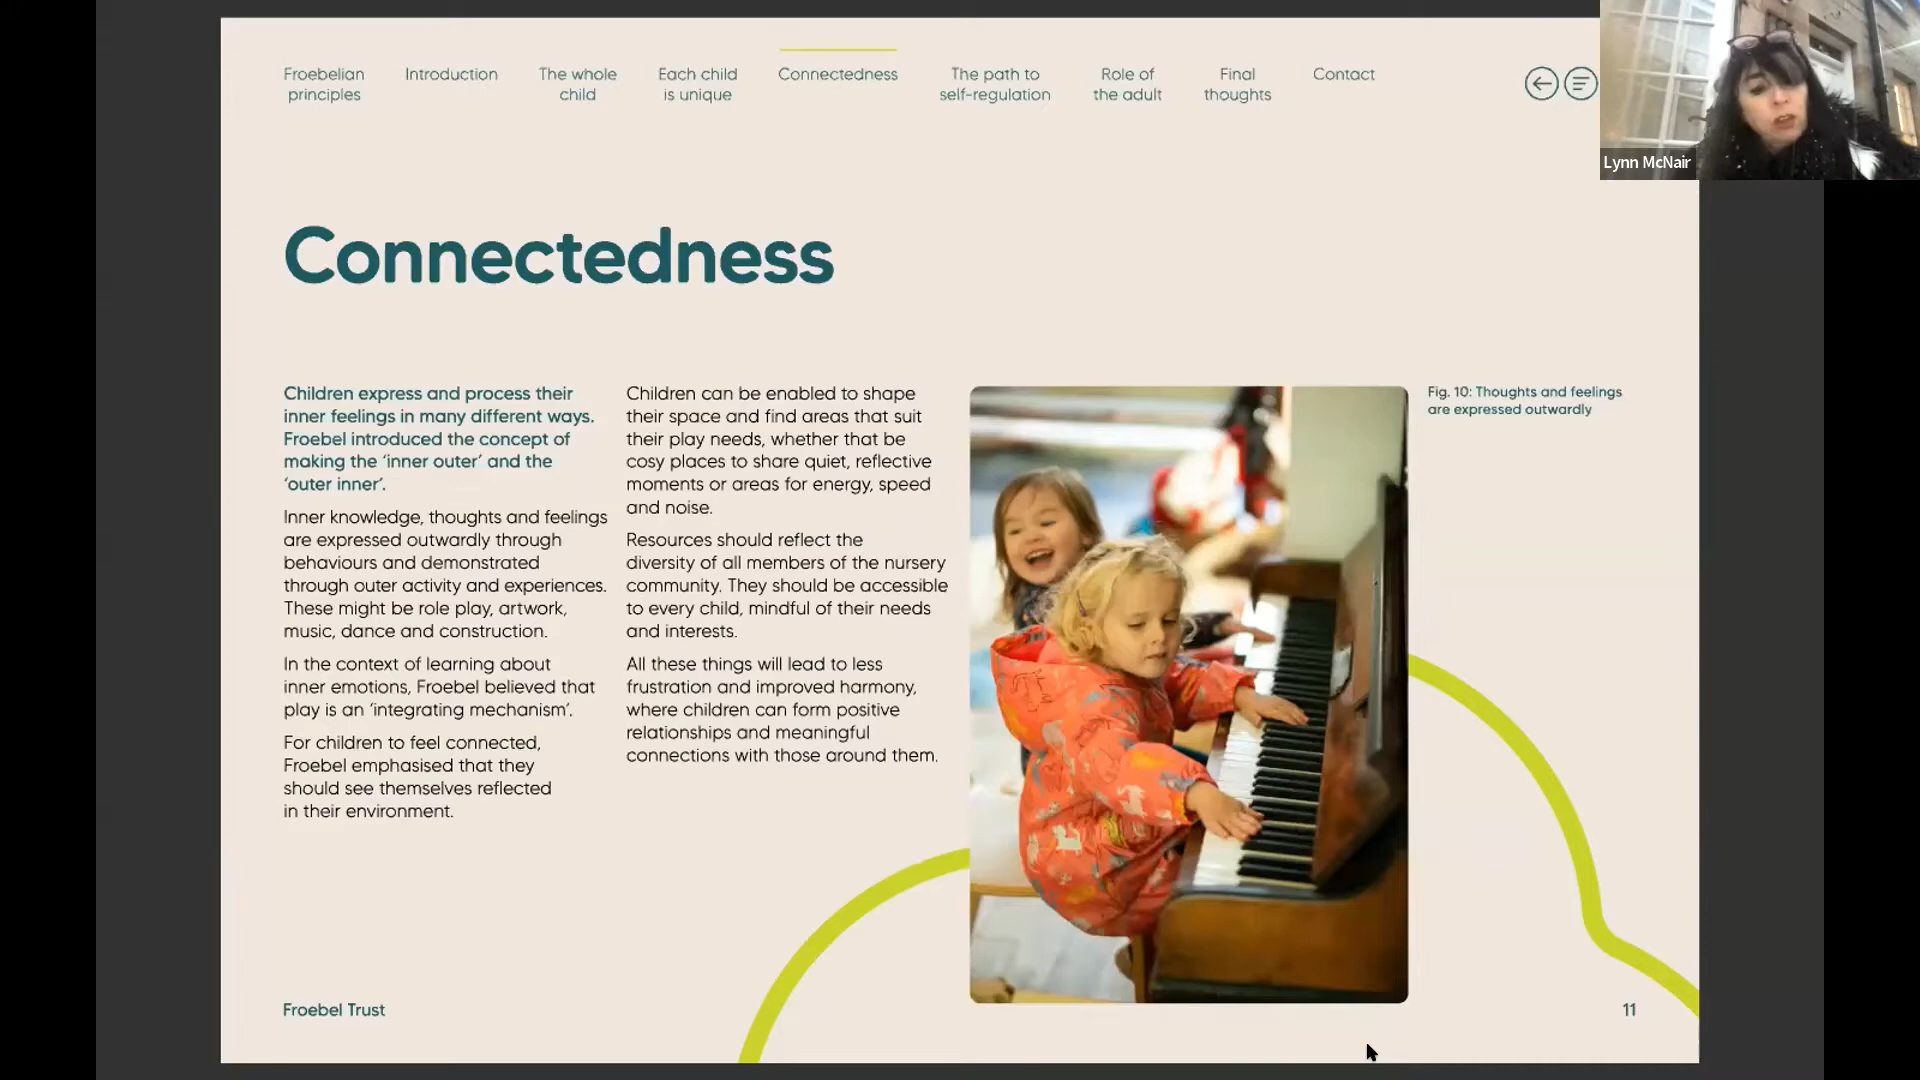 Froebelian
principles
Introduction
The whole
child
Each child
is unique
Connectedness
The path to
self-regulation
Role of
the adult
Final
thoughts
Contact
Lynn McNair
Connectedness
Children express and process their
inner feelings in many different ways.
Froebel introduced the concept of
making the ‘inner outer’ and the
‘outer inner’.
Inner knowledge, thoughts and feelings
are expressed outwardly through
behaviours and demonstrated
through outer activity and experiences.
These might be role play, artwork,
music, dance and construction.
In the context of learning about
inner emotions, Froebel believed that
play is an ‘integrating mechanism’.
For children to feel connected,
Froebel emphasised that they
should see themselves reflected
in their environment.
Children can be enabled to shape
their space and find areas that suit
their play needs, whether that be
cosy places to share quiet, reflective
moments or areas for energy, speed
and noise.
Resources should reflect the
diversity of all members of the nursery
community. They should be accessible
to every child, mindful of their needs
and interests.
All these things will lead to less
frustration and improved harmony,
where children can form positive
relationships and meaningful
connections with those around them.
Fig. 10: Thoughts and feelings
are expressed outwardly
Froebel Trust
11